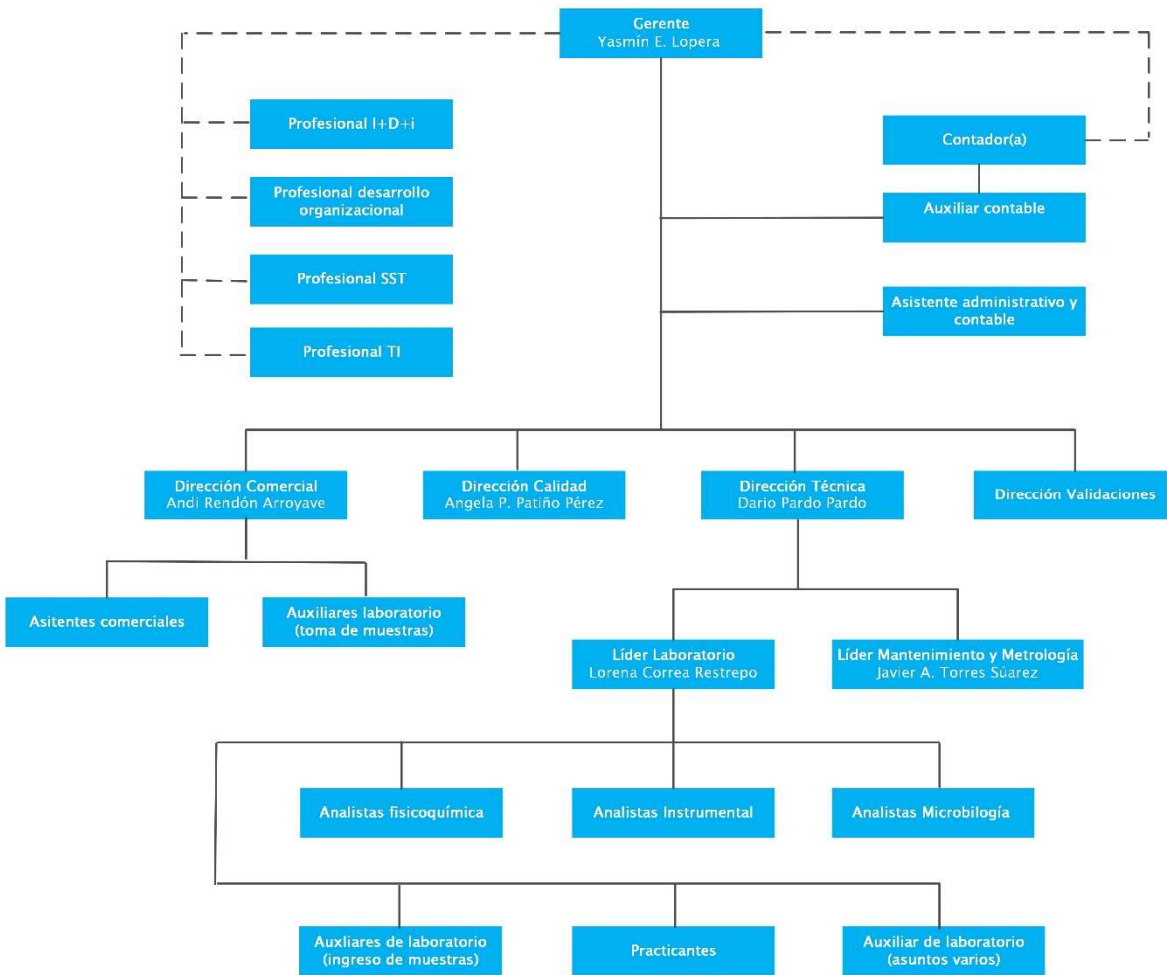 Gerente
Yasmín E. Lopera
Profesional I+D+i
Contador(a)
Profesional desarrollo
organizacional
Auxiliar contable
Profesional SST
Asistente administrativo y
contable
Profesional TI
Dirección Comercial
Andi Rendón Arroyave
Dirección Calidad
Angela P. Patiño Pérez
Dirección Técnica
Dario Pardo Pardo
Dirección Validaciones
Asitentes comerciales
Auxiliares laboratorio
(toma de muestras)
Líder Laboratorio
Lorena Correa Restrepo
Líder Mantenimiento y Metrología
Javier A. Torres Súarez
Analistas fisicoquímica
Analistas Instrumental
Analistas Microbilogía
Auxliares de laboratorio
(ingreso de muestras)
Practicantes
Auxiliar de laboratorio
(asuntos varios)